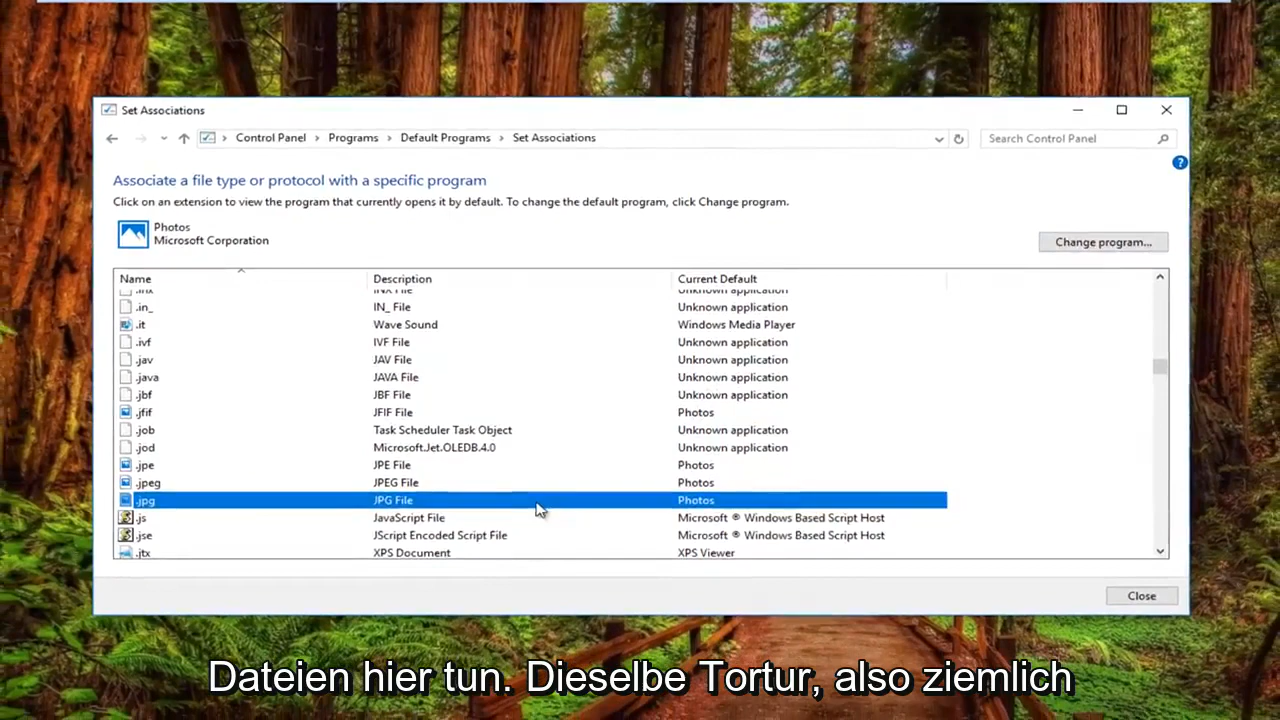 Set Associations
Control Panel > Programs > Default Programs > Set Associations
Search Control Panel
Associate a file type or protocol with a specific program
Click on an extension to view the program that currently opens it by default. To change the default program, click Change program.
Photos
Microsoft Corporation
Change program...
Name Description Current Default
.inx INX File Unknown application
.in_ IN_ File Unknown application
.it Wave Sound Windows Media Player
.ivf IVF File Unknown application
.jav JAV File Unknown application
.java JAVA File Unknown application
.jbf JBF File Unknown application
.jfif JFIF File Photos
.job Task Scheduler Task Object Unknown application
.jod Microsoft.Jet.OLEDB.4.0 Unknown application
.jpe JPE File Photos
.jpeg JPEG File Photos
.jpg JPG File Photos
.js JavaScript File Microsoft ® Windows Based Script Host
.jse JScript Encoded Script File Microsoft ® Windows Based Script Host
.jtx XPS Document XPS Viewer
Close
Dateien hier tun. Dieselbe Tortur, also ziemlich